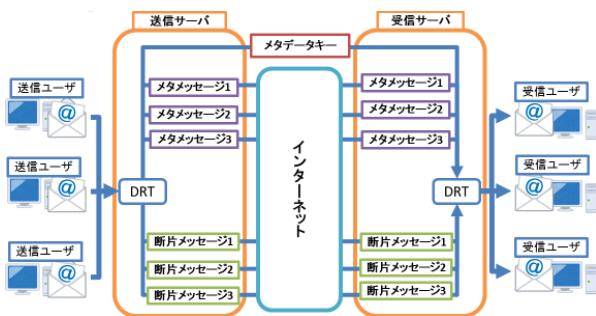 送信サーバ
受信サーバ
メタデータキー
送信ユーザ
@
メタメッセージ1
メタメッセージ2
メタメッセージ3
送信ユーザ
@
DRT
送信ユーザ
@
断片メッセージ1
断片メッセージ2
断片メッセージ3
インターネット
メタメッセージ1
メタメッセージ2
メタメッセージ3
DRT
断片メッセージ1
断片メッセージ2
断片メッセージ3
受信ユーザ
@
受信ユーザ
@
受信ユーザ
@